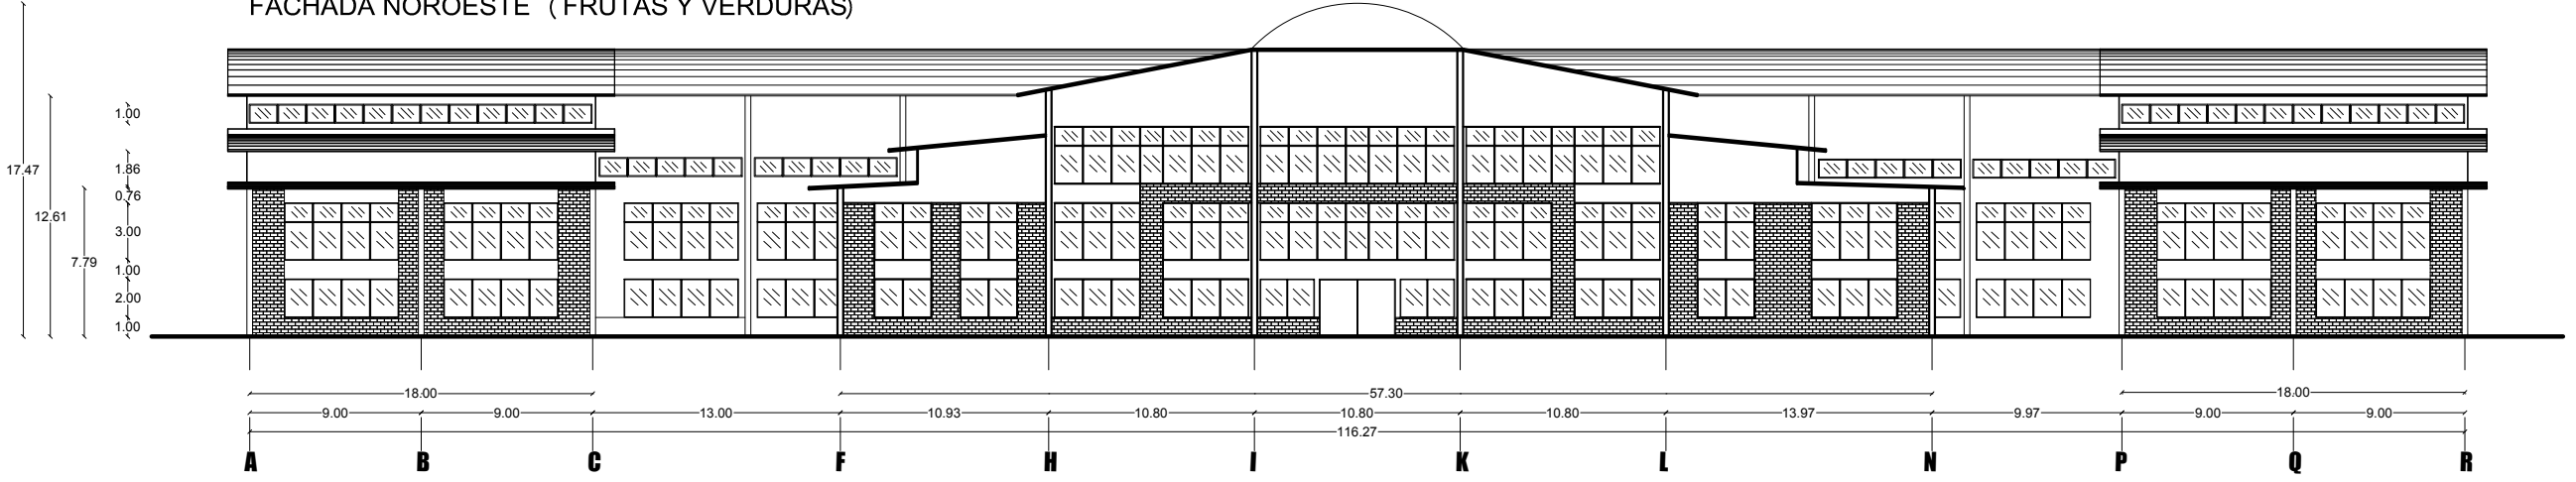 FACHADA NOROESTE ( FRUTAS Y VERDURAS)
1.00
17.47
1.86
0.76
12.61
3.00
7.79
1.00
2.00
1.00
18.00 57.30 18.00
9.00 9.00 13.00 10.93 10.80 10.80 10.80 13.97 9.97 9.00 9.00
116.27
A B C F H I K L N P Q R